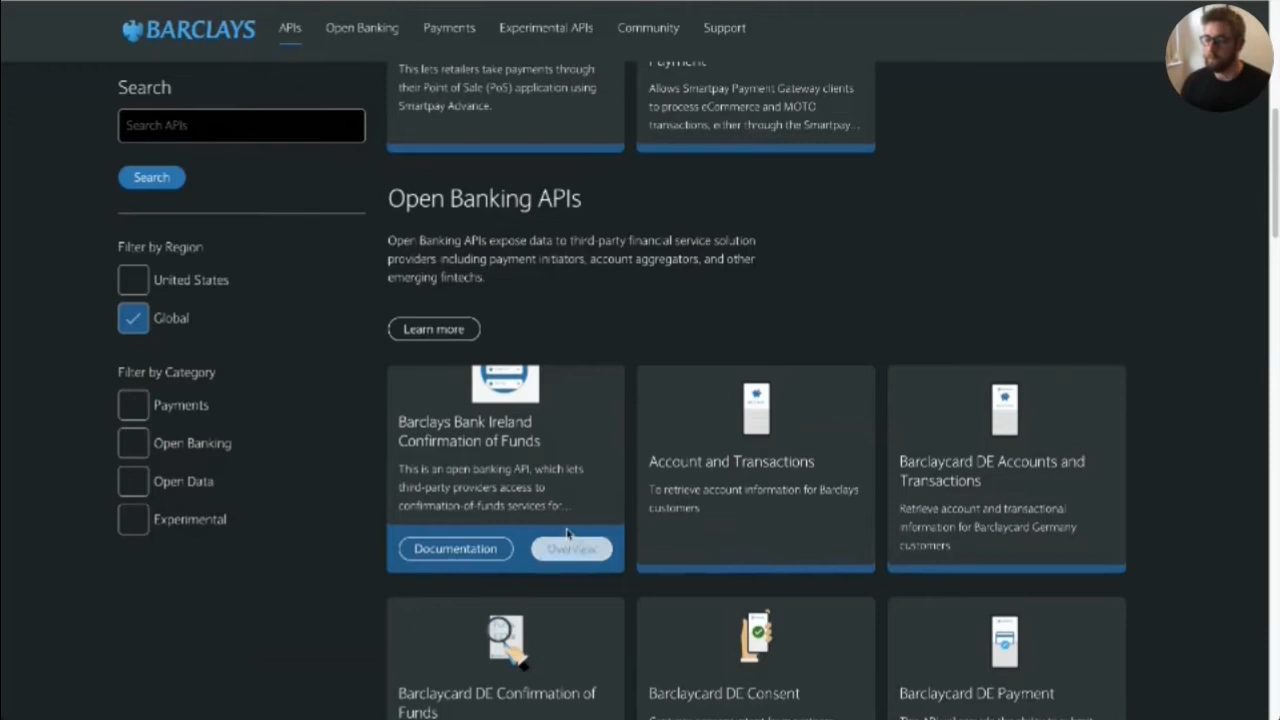 BARCLAYS
APIs
Open Banking
Payments
Experimental APIs
Community
Support
Search
Search APIs
Search
Filter by Region
United States
Global
Filter by Category
Payments
Open Banking
Open Data
Experimental
This lets retailers take payments through
their Point of Sale (PoS) application using
Smartpay Advance.
Payment
Allows Smartpay Payment Gateway clients
to process eCommerce and MOTO
transactions, either through the Smartpay...
Open Banking APIs
Open Banking APIs expose data to third-party financial service solution
providers including payment initiators, account aggregators, and other
emerging fintechs.
Learn more
Barclays Bank Ireland
Confirmation of Funds
This is an open banking API, which lets
third-party providers access to
confirmation-of-funds services for...
Documentation
Overview
Account and Transactions
To retrieve account information for Barclays
customers
Barclaycard DE Accounts and
Transactions
Retrieve account and transactional
information for Barclaycard Germany
customers
Barclaycard DE Confirmation of
Funds
Barclaycard DE Consent
Barclaycard DE Payment